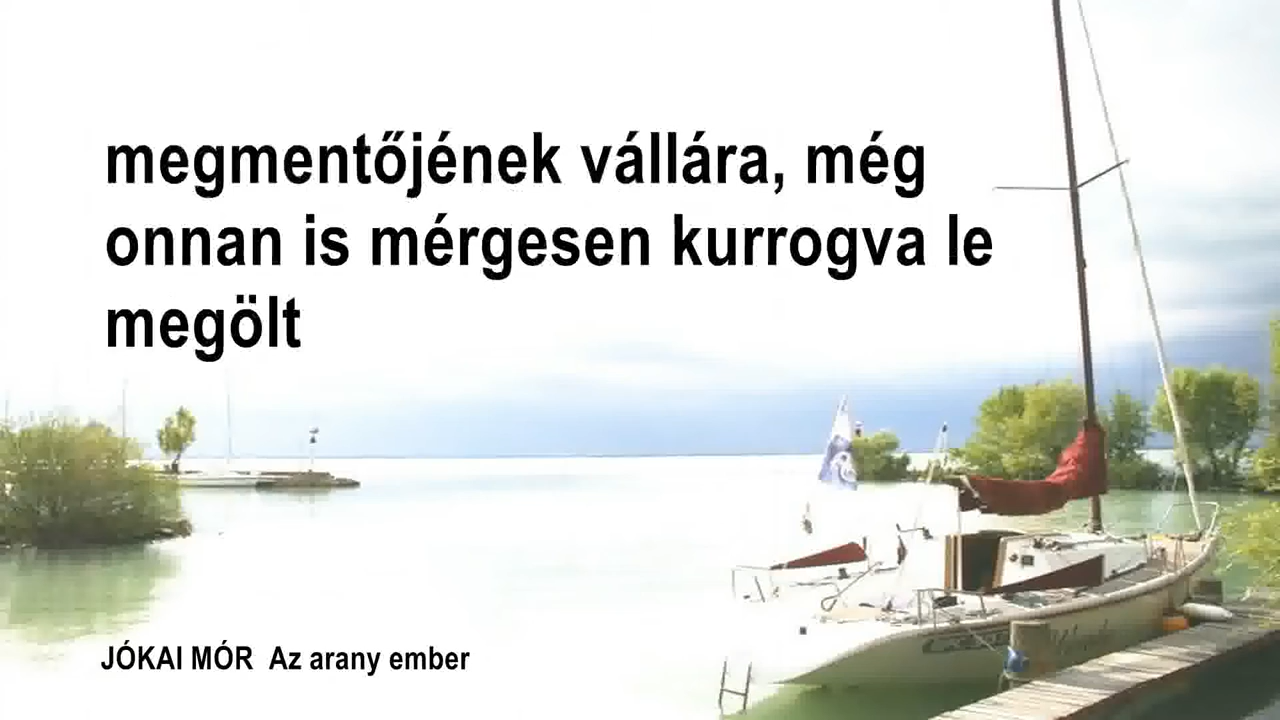 megmentőjének vállára, még
onnan is mérgesen kurrogva le
megölt
JÓKAI MÓR  Az arany ember